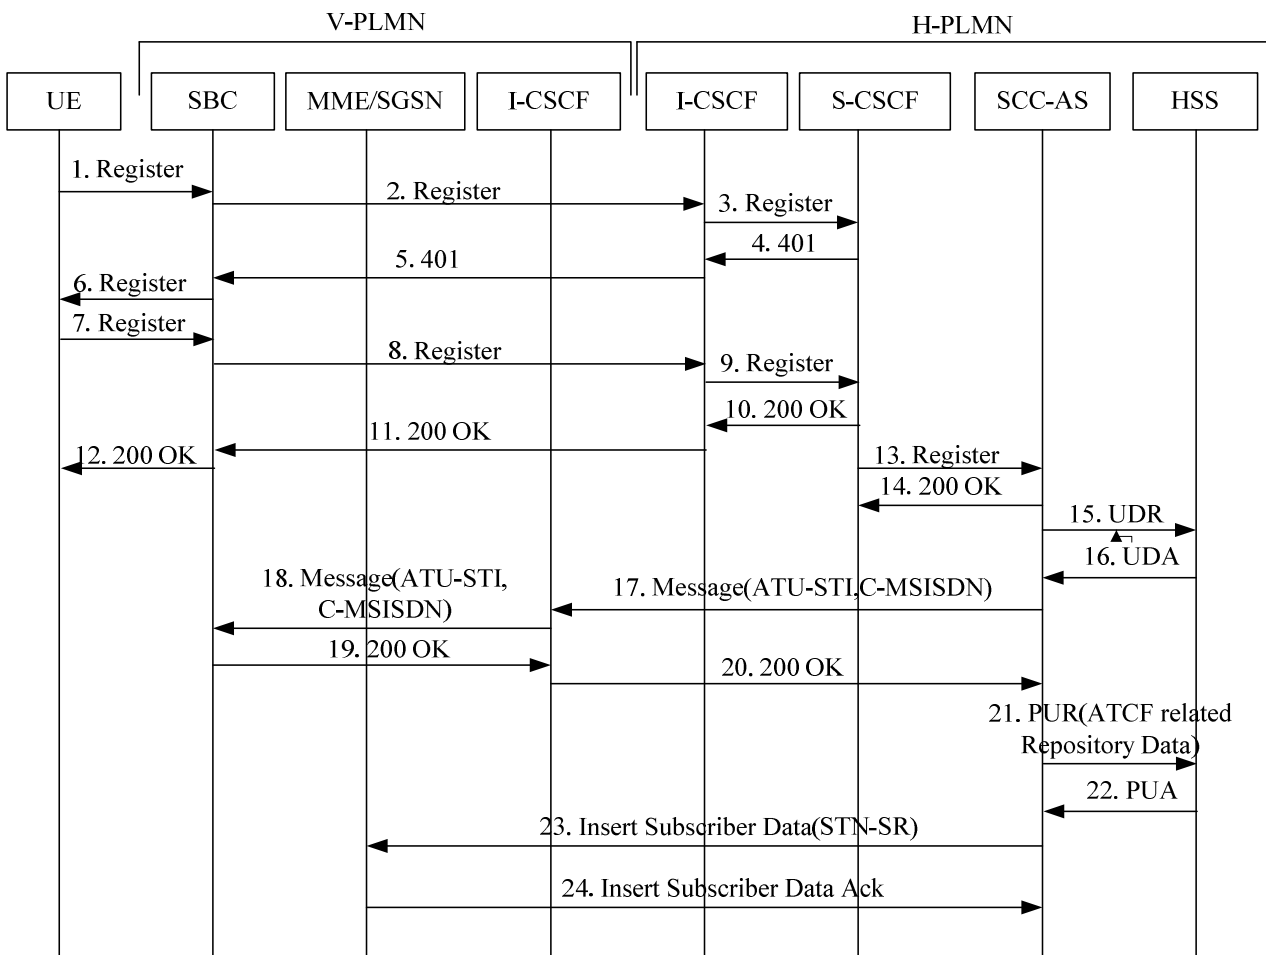 V-PLMN
H-PLMN
UE
SBC
MME/SGSN
I-CSCF
I-CSCF
S-CSCF
SCC-AS
HSS
1. Register
2. Register
3. Register
4. 401
5. 401
6. Register
7. Register
8. Register
9. Register
10. 200 OK
11. 200 OK
12. 200 OK
13. Register
14. 200 OK
15. UDR
16. UDA
17. Message(ATU-STI,C-MSISDN)
18. Message(ATU-STI,
C-MSISDN)
19. 200 OK
20. 200 OK
21. PUR(ATCF related
Repository Data)
22. PUA
23. Insert Subscriber Data(STN-SR)
24. Insert Subscriber Data Ack